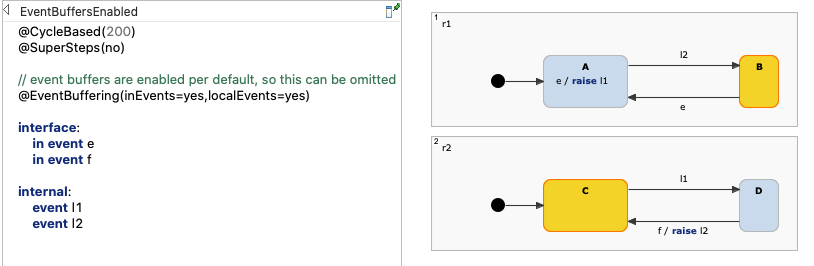 EventBuffersEnabled
@CycleBased(200)
@SuperSteps(no)
// event buffers are enabled per default, so this can be omitted
@EventBuffering(inEvents=yes,localEvents=yes)
interface:
in event e
in event f
internal:
event l1
event l2
1 r1
A
e / raise l1
l2
B
e
2 r2
C
l1
D
f / raise l2